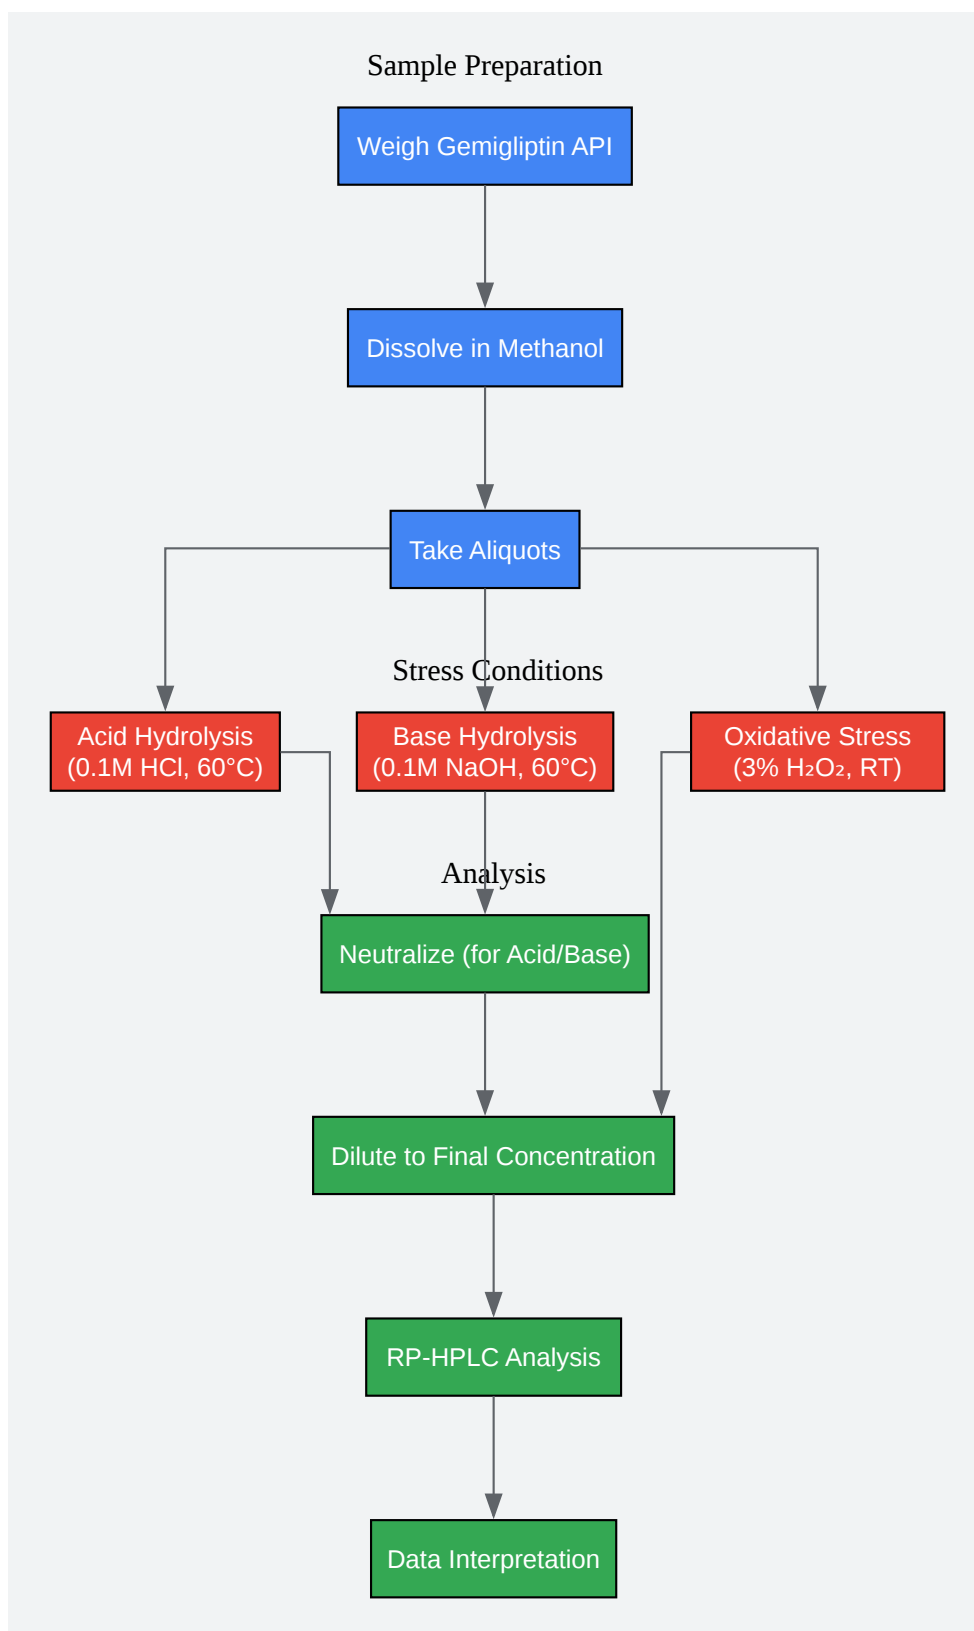 Sample Preparation
Weigh Gemigliptin API
Dissolve in Methanol
Take Aliquots
Stress Conditions
Acid Hydrolysis
(0.1M HCl, 60°C)
Base Hydrolysis
(0.1M NaOH, 60°C)
Oxidative Stress
(3% H₂O₂, RT)
Analysis
Neutralize (for Acid/Base)
Dilute to Final Concentration
RP-HPLC Analysis
Data Interpretation